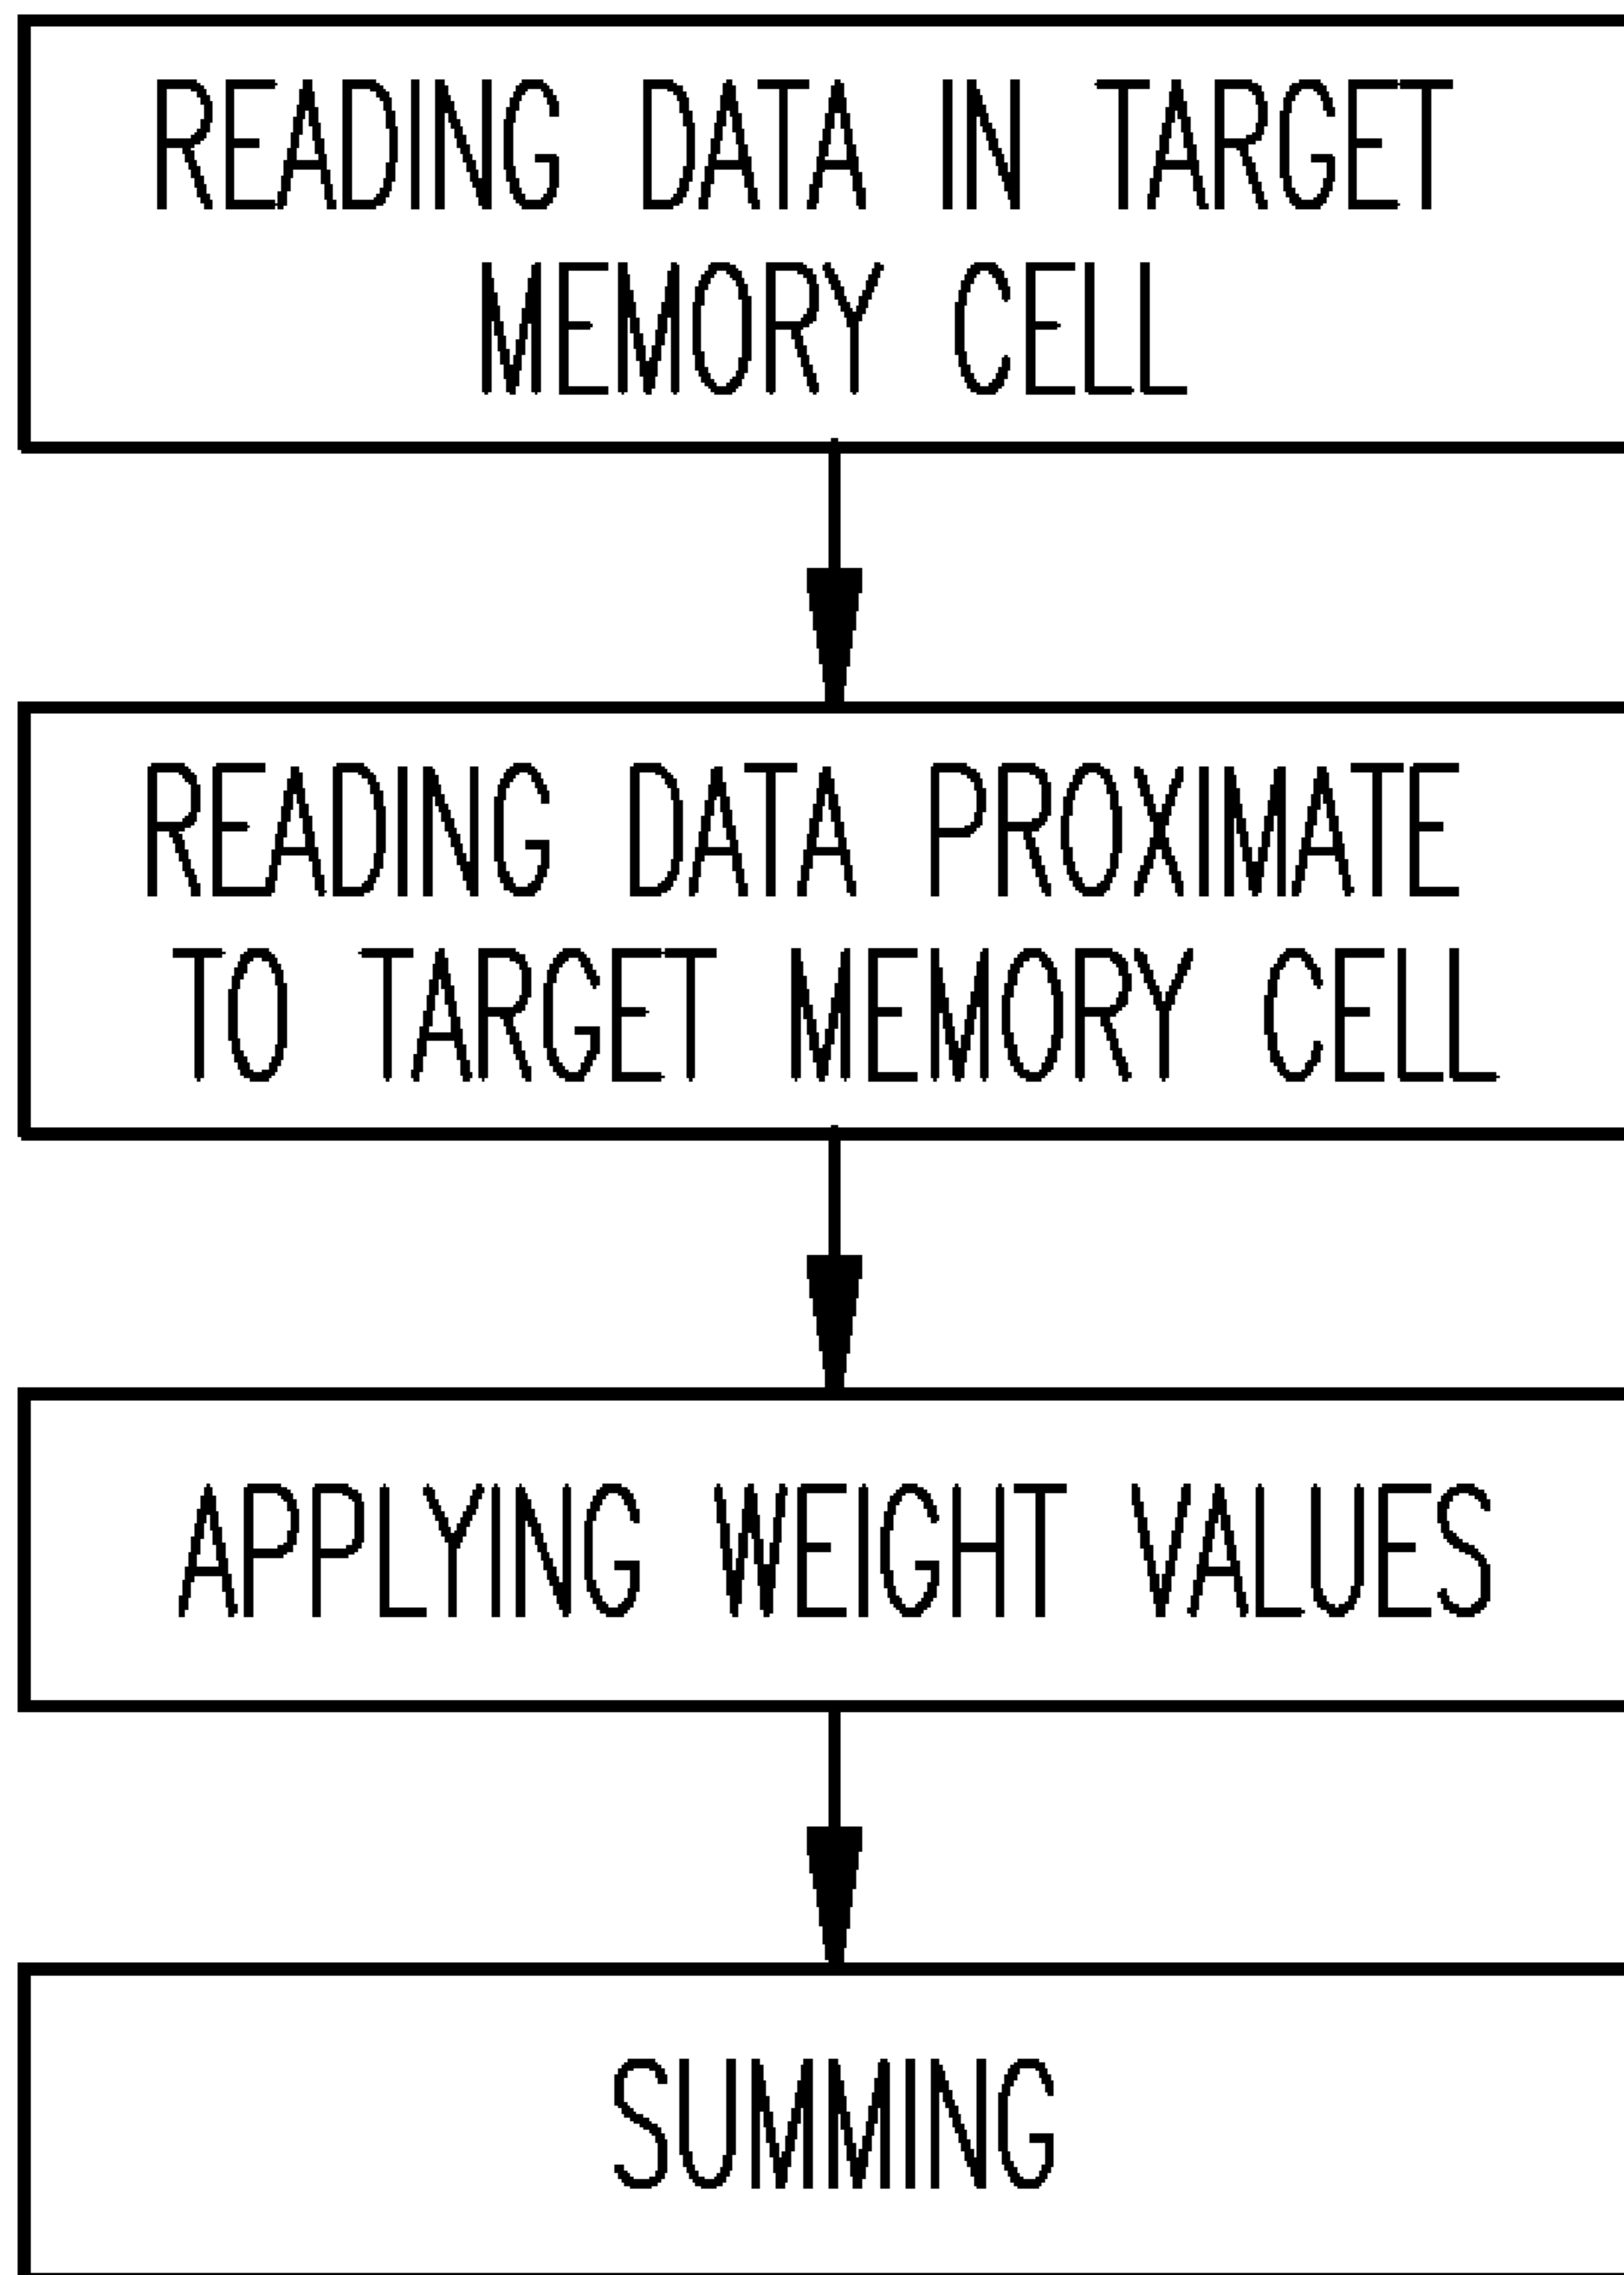 READING DATA IN TARGET
MEMORY CELL
READING DATA PROXIMATE
TO TARGET MEMORY CELL
APPLYING WEIGHT VALUES
SUMMING